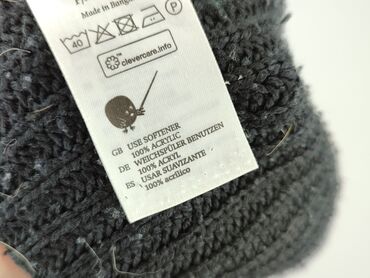 Made in Bangl
40
P
clevercare.info
GB USE SOFTENER
100% ACRYLIC
DE WEICHSPÜLER BENUTZEN
100% ACRYL
ES USAR SUAVIZANTE
100% acrílico